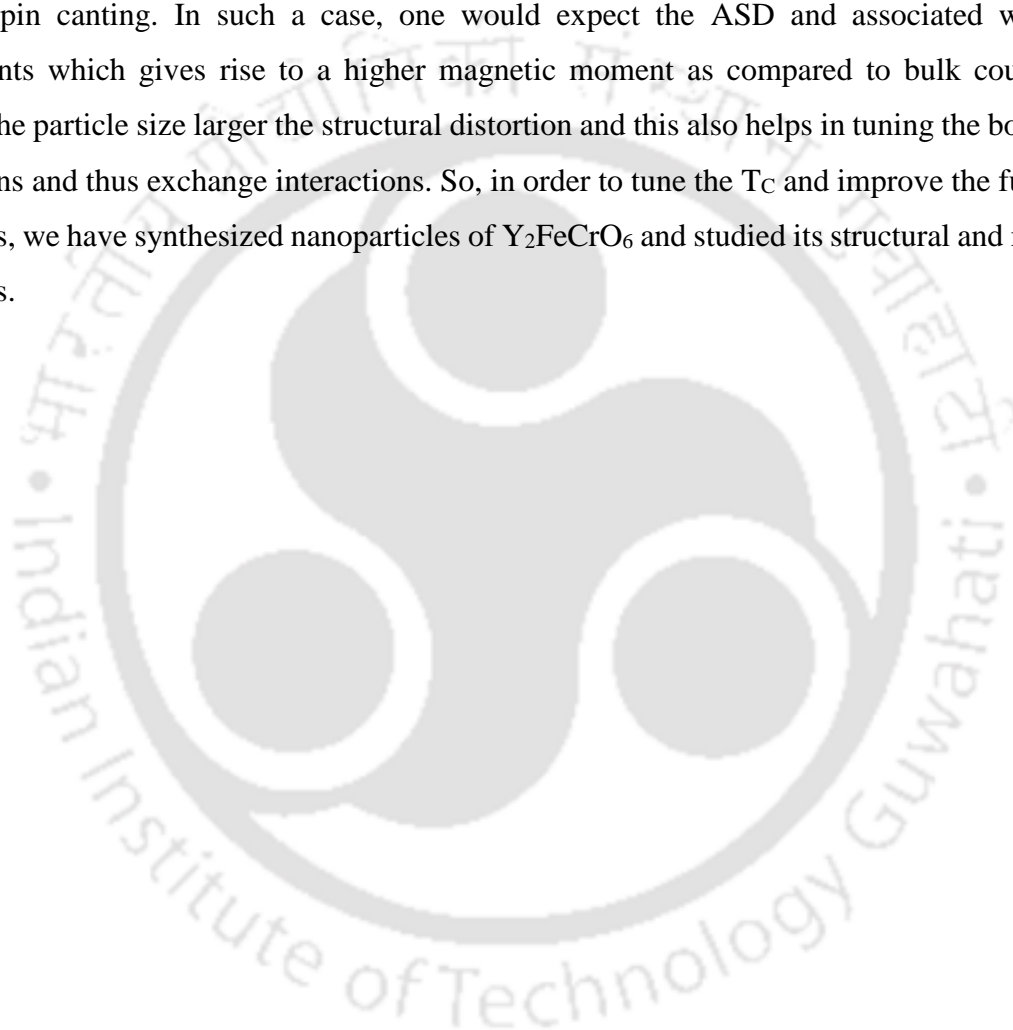 pin canting. In such a case, one would expect the ASD and associated w
nts which gives rise to a higher magnetic moment as compared to bulk cou
he particle size larger the structural distortion and this also helps in tuning the bo
ns and thus exchange interactions. So, in order to tune the TC and improve the fu
s, we have synthesized nanoparticles of Y2FeCrO6 and studied its structural and
s.
भारतीय प्रौद्योगिकी संस्थान गुवाहाटी
Indian Institute of Technology Guwahati